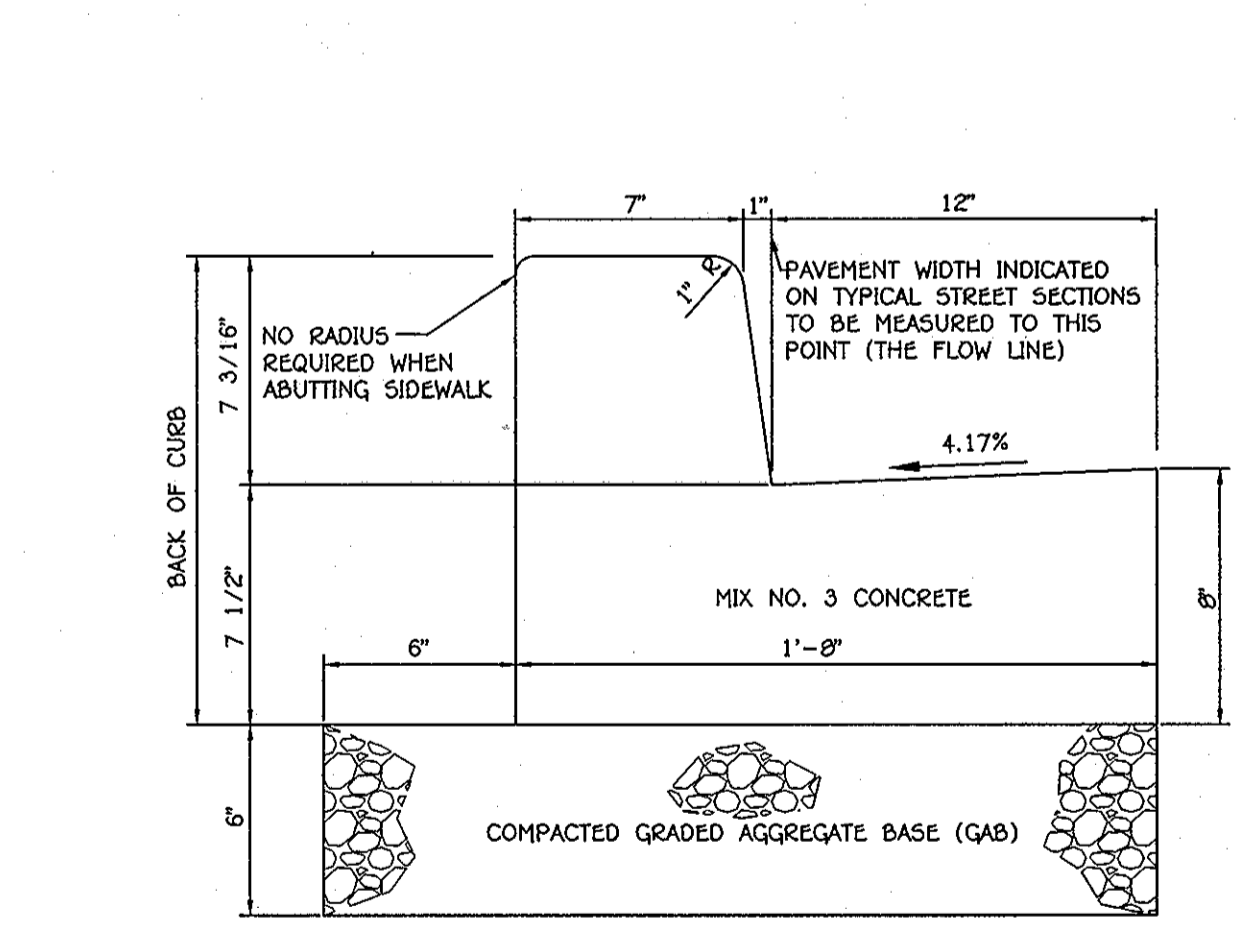 7"
1"
12"
PAVEMENT WIDTH INDICATED
ON TYPICAL STREET SECTIONS
TO BE MEASURED TO THIS
POINT (THE FLOW LINE)
1" R
NO RADIUS
REQUIRED WHEN
ABUTTING SIDEWALK
7 3/16"
BACK OF CURB
4.17%
7 1/2"
MIX NO. 3 CONCRETE
8"
6"
1'-8"
6"
COMPACTED GRADED AGGREGATE BASE (GAB)